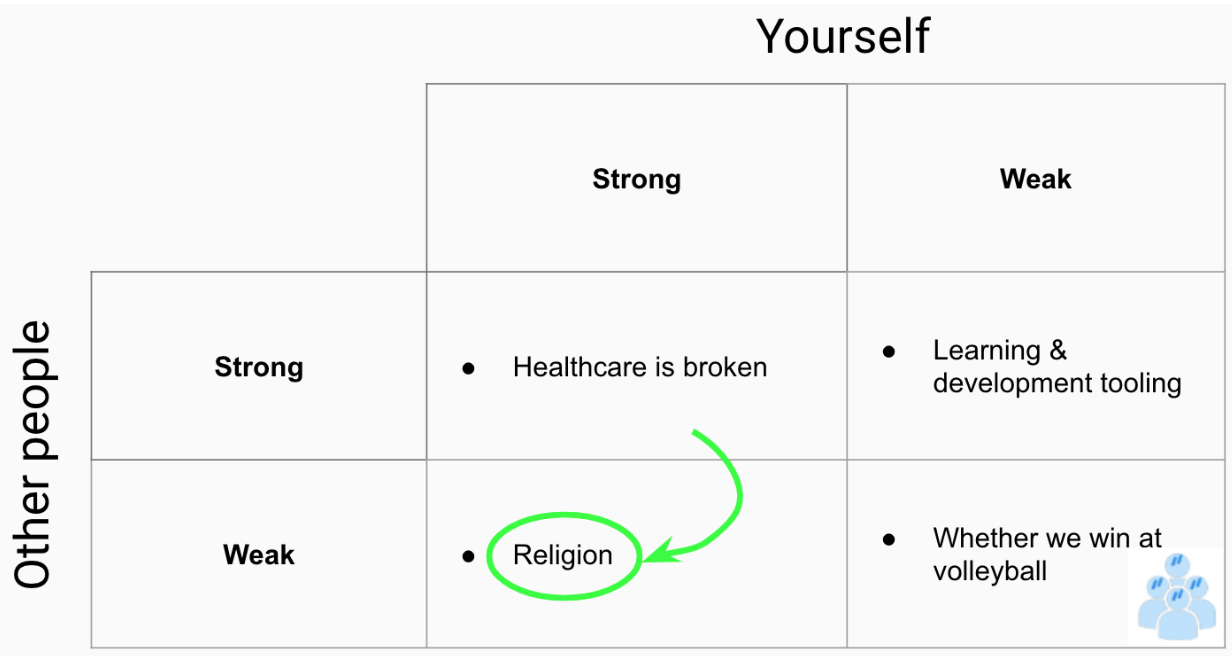 Yourself
Strong
Weak
Other people
Strong
● Healthcare is broken
● Learning &
development tooling
Weak
● Religion
● Whether we win at
volleyball